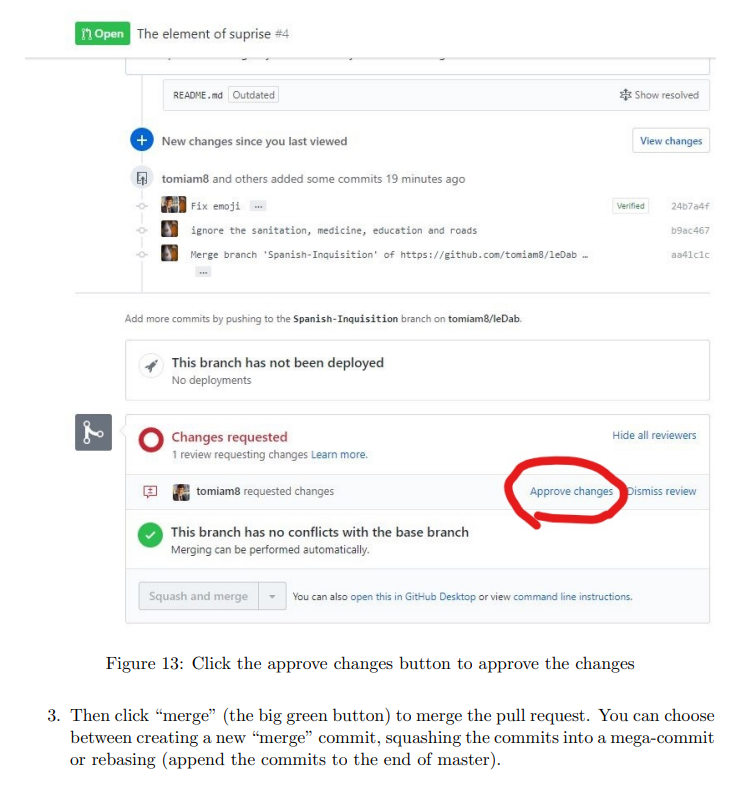 Open The element of suprise #4
README.md Outdated Show resolved
New changes since you last viewed View changes
tomiam8 and others added some commits 19 minutes ago
Fix emoji … Verified 24b7a4f
ignore the sanitation, medicine, education and roads b9ac467
Merge branch 'Spanish-Inquisition' of https://github.com/tomiam8/leDab … aa41c1c
…
Add more commits by pushing to the Spanish-Inquisition branch on tomiam8/leDab.
This branch has not been deployed
No deployments
Changes requested Hide all reviewers
1 review requesting changes Learn more.
tomiam8 requested changes Approve changes Dismiss review
This branch has no conflicts with the base branch
Merging can be performed automatically.
Squash and merge You can also open this in GitHub Desktop or view command line instructions.
Figure 13: Click the approve changes button to approve the changes
3. Then click “merge” (the big green button) to merge the pull request. You can choose
between creating a new “merge” commit, squashing the commits into a mega-commit
or rebasing (append the commits to the end of master).